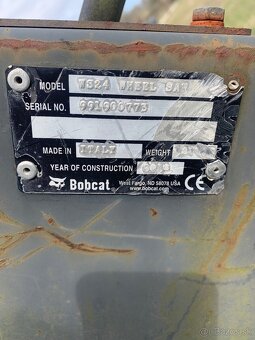 MODEL WS24 WHEEL SAW
SERIAL NO. 991900773
MADE IN ITALY WEIGHT
YEAR OF CONSTRUCTION
Bobcat
West Fargo, ND 58078 USA
www.bobcat.com
CE